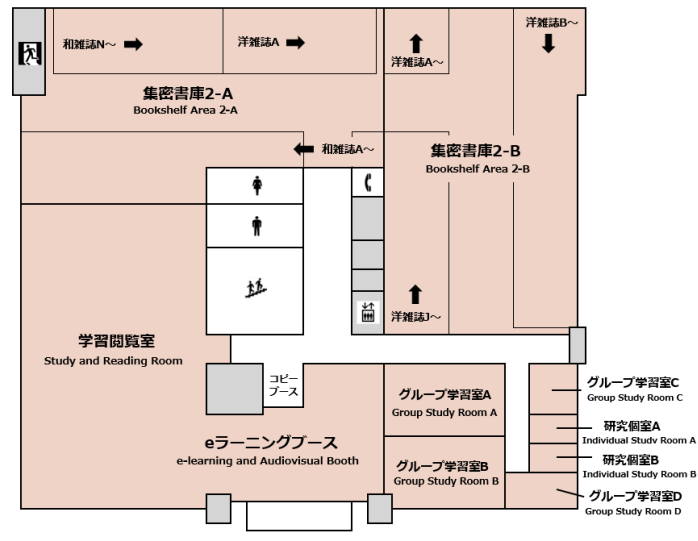 和雑誌N～
洋雑誌A
洋雑誌A～
洋雑誌B～
集密書庫2-A
Bookshelf Area 2-A
和雑誌A～
集密書庫2-B
Bookshelf Area 2-B
洋雑誌J～
学習閲覧室
Study and Reading Room
コピー
ブース
eラーニングブース
e-learning and Audiovisual Booth
グループ学習室A
Group Study Room A
グループ学習室B
Group Study Room B
グループ学習室C
Group Study Room C
研究個室A
Individual Study Room A
研究個室B
Individual Study Room B
グループ学習室D
Group Study Room D